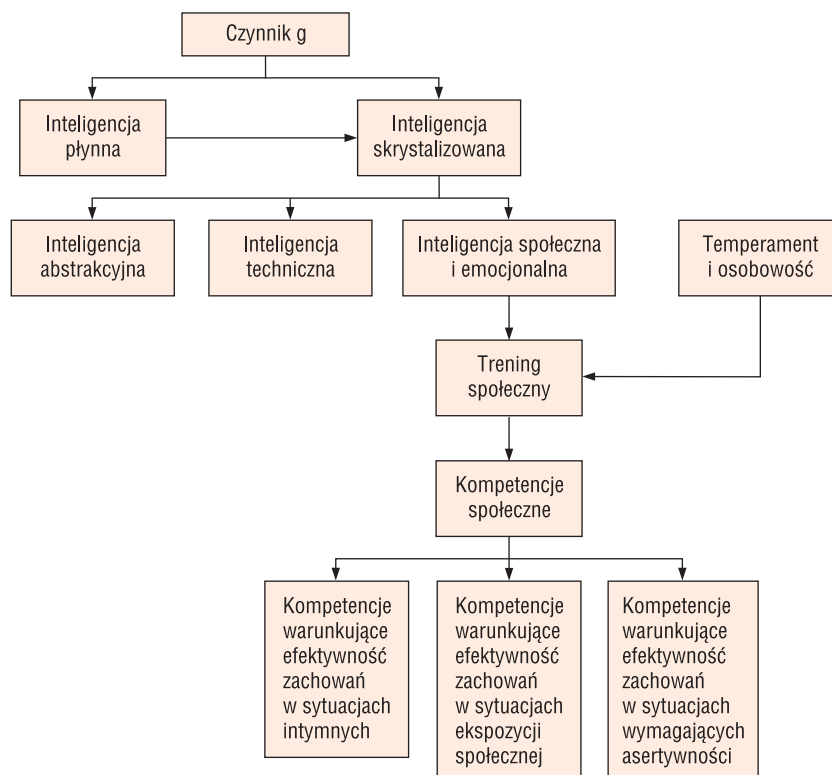 Czynnik g
Inteligencja
płynna
Inteligencja
skrystalizowana
Inteligencja
abstrakcyjna
Inteligencja
techniczna
Inteligencja społeczna
i emocjonalna
Temperament
i osobowość
Trening
społeczny
Kompetencje
społeczne
Kompetencje
warunkujące
efektywność
zachowań
w sytuacjach
intymnych
Kompetencje
warunkujące
efektywność
zachowań
w sytuacjach
ekspozycji
społecznej
Kompetencje
warunkujące
efektywność
zachowań
w sytuacjach
wymagających
asertywności